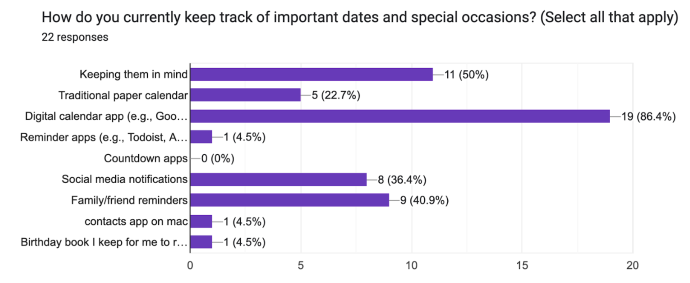 How do you currently keep track of important dates and special occasions? (Select all that apply)
22 responses
Keeping them in mind 11 (50%)
Traditional paper calendar 5 (22.7%)
Digital calendar app (e.g., Goo... 19 (86.4%)
Reminder apps (e.g., Todoist, A... 1 (4.5%)
Countdown apps 0 (0%)
Social media notifications 8 (36.4%)
Family/friend reminders 9 (40.9%)
contacts app on mac 1 (4.5%)
Birthday book I keep for me to r... 1 (4.5%)
0 5 10 15 20